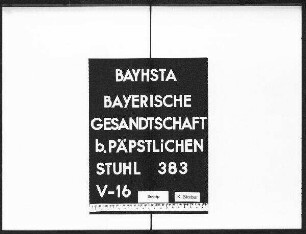 BAYHSTA
BAYERISCHE
GESANDTSCHAFT
b. PÄPSTLiCHEN
STUHL 383
V-16